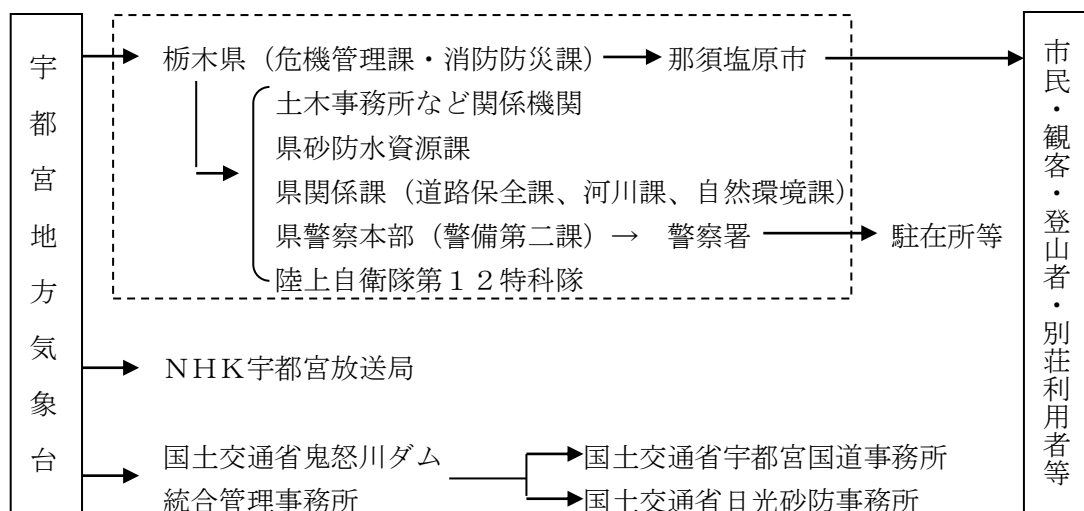 宇都宮地方気象台
栃木県（危機管理課・消防防災課）
那須塩原市
土木事務所など関係機関
県砂防水資源課
県関係課（道路保全課、河川課、自然環境課）
県警察本部（警備第二課）→　警察署
駐在所等
陸上自衛隊第１２特科隊
ＮＨＫ宇都宮放送局
国土交通省鬼怒川ダム
統合管理事務所
国土交通省宇都宮国道事務所
国土交通省日光砂防事務所
市民・観客・登山者・別荘利用者等